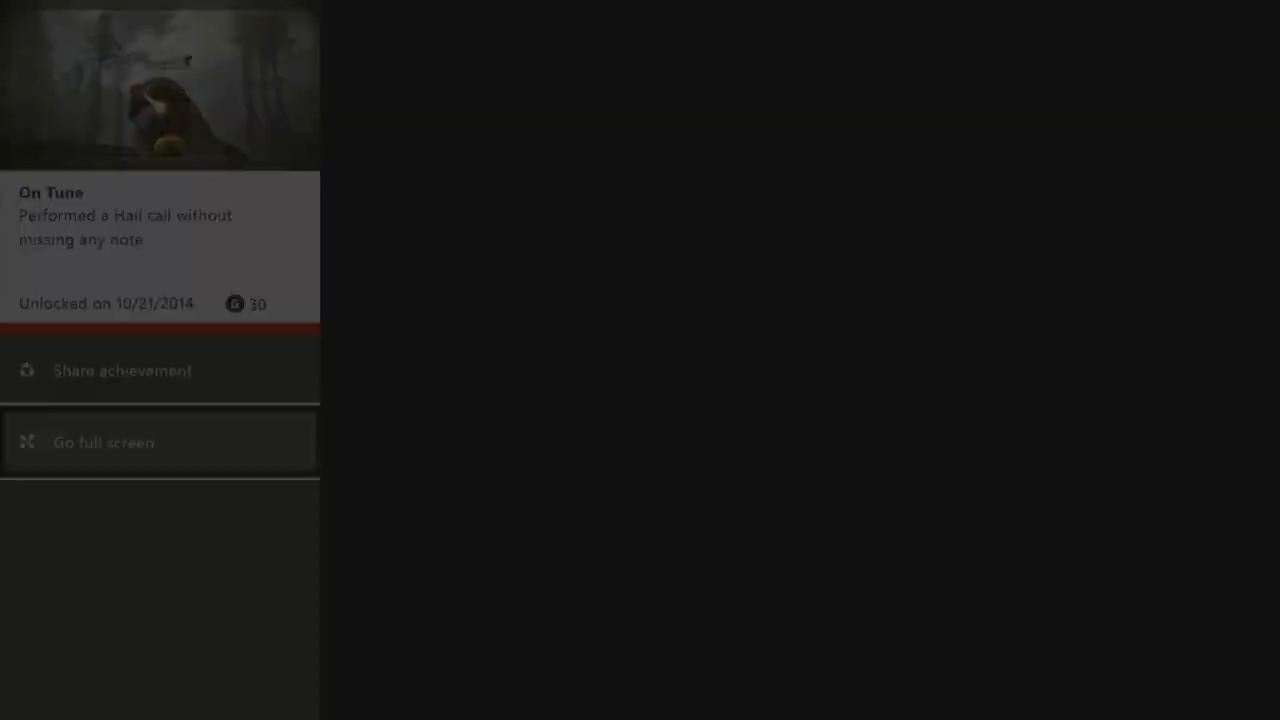 On Tune
Performed a Hail call without
missing any note
Unlocked on 10/21/2014 G 30
Share achievement
Go full screen